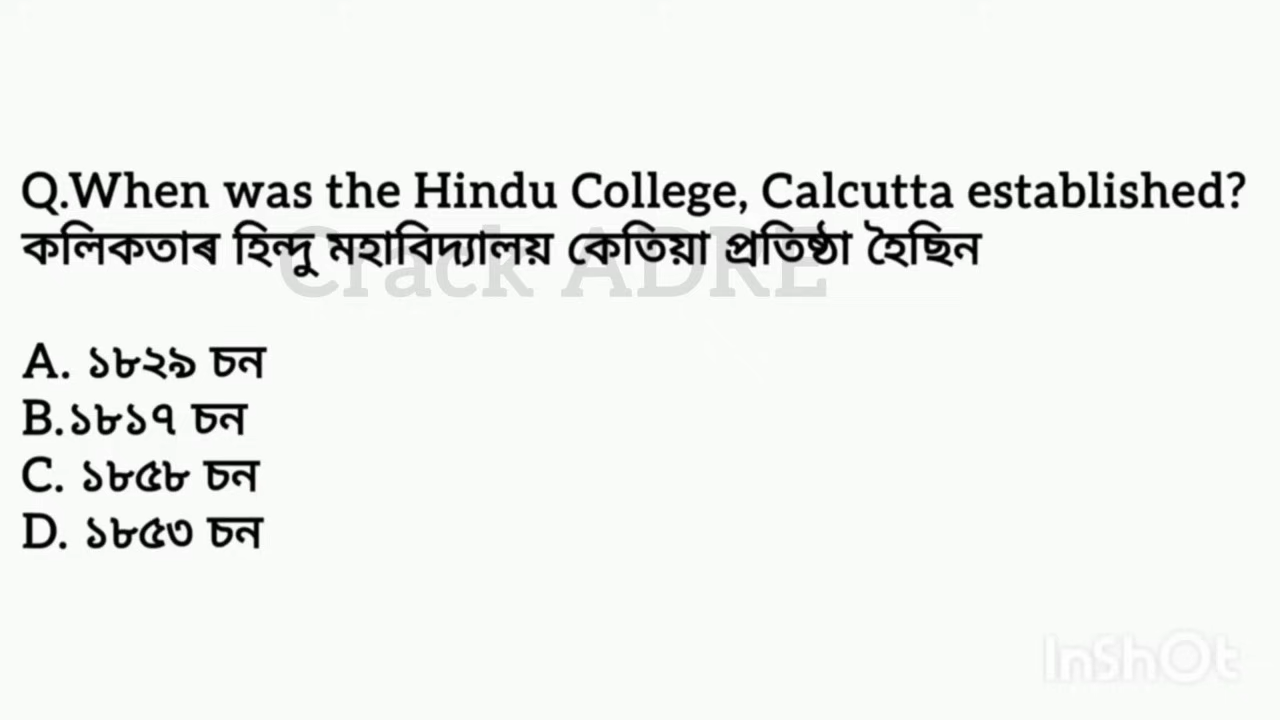 Q.When was the Hindu College, Calcutta established?
কলিকতাৰ হিন্দু মহাবিদ্যালয় কেতিয়া প্ৰতিষ্ঠা হৈছিন
Crack ADRE
A. ১৮২৯ চন
B.১৮১৭ চন
C. ১৮৫৮ চন
D. ১৮৫৩ চন
InShOt